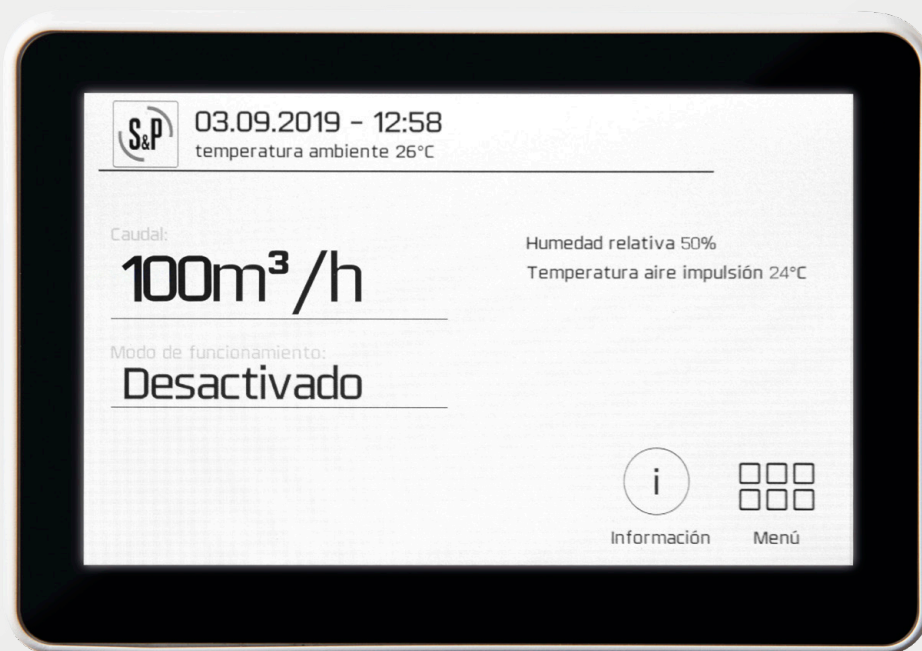 S&P
03.09.2019 - 12:58
temperatura ambiente 26°C
Caudal:
100m³/h
Humedad relativa 50%
Temperatura aire impulsión 24°C
Modo de funcionamiento:
Desactivado
i
Información
Menú